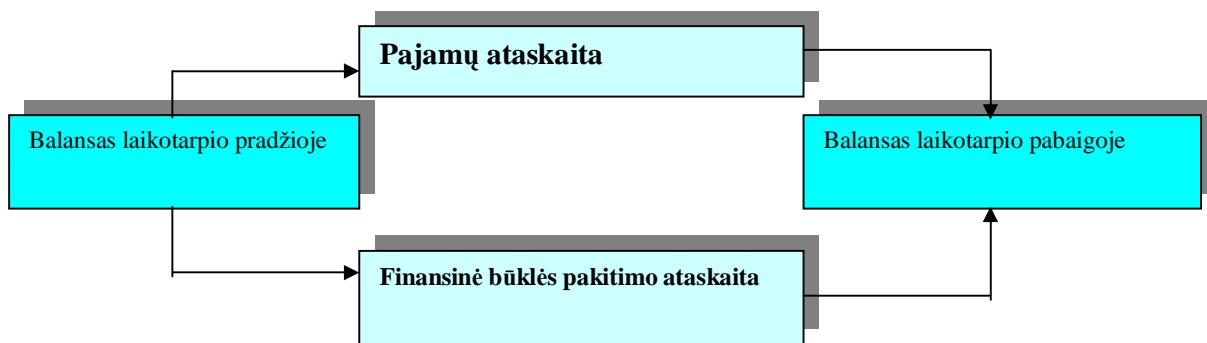 Pajamų ataskaita
Balansas laikotarpio pradžioje
Balansas laikotarpio pabaigoje
Finansinė būklės pakitimo ataskaita